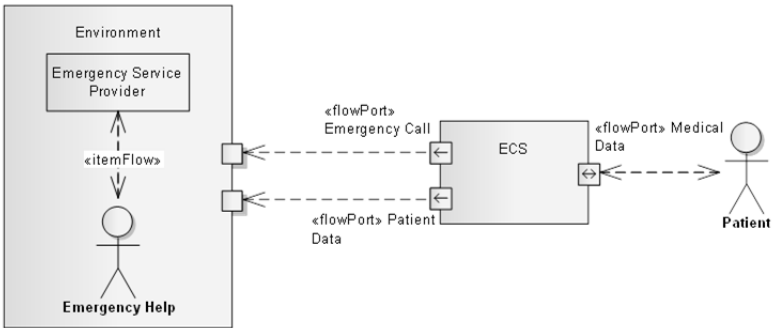 Environment
Emergency Service
Provider
«itemFlow»
Emergency Help
«flowPort»
Emergency Call
«flowPort» Patient
Data
ECS
«flowPort» Medical
Data
Patient